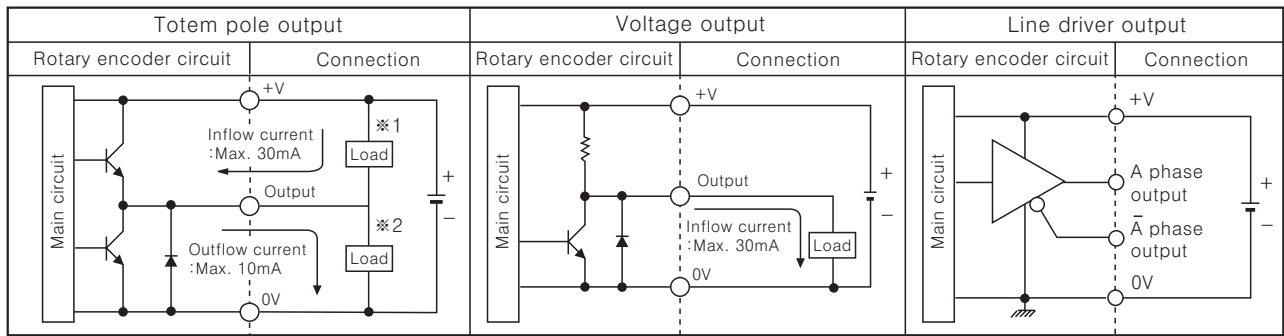 Totem pole output
Rotary encoder circuit
Connection
Main circuit
+V
※1
Inflow current
:Max. 30mA
Load
Output
+
−
※2
Outflow current
:Max. 10mA
Load
0V
Voltage output
Rotary encoder circuit
Connection
Main circuit
+V
Output
+
−
Inflow current
:Max. 30mA
Load
0V
Line driver output
Rotary encoder circuit
Connection
Main circuit
+V
A phase
output
+
−
Ā phase
output
0V